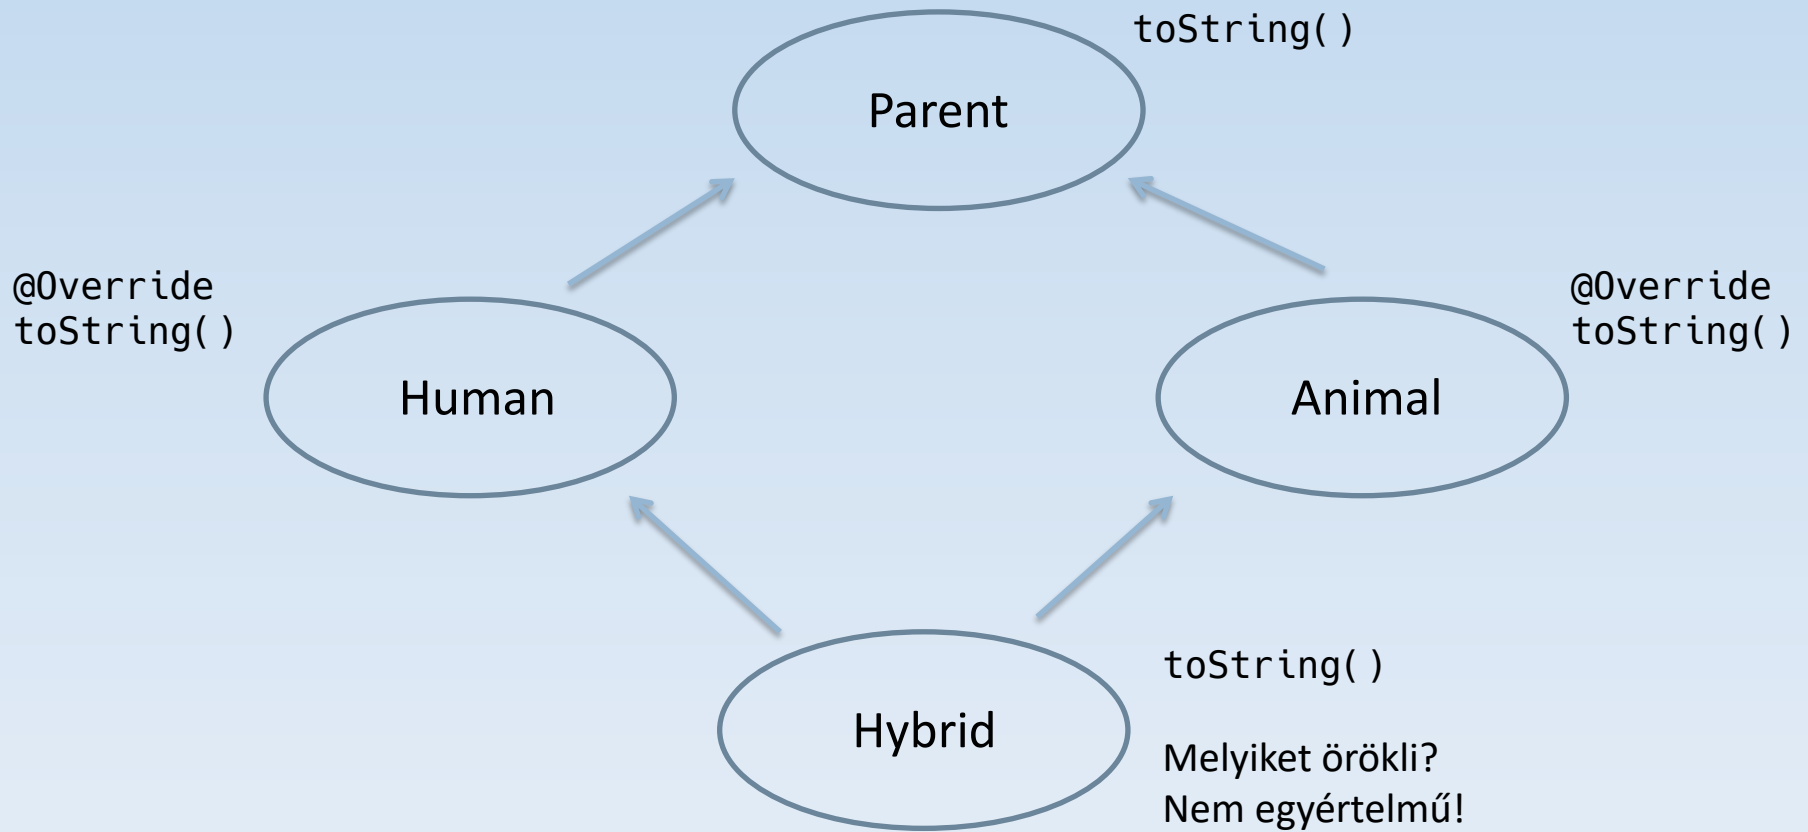 toString()
Parent
@Override
toString()
@Override
toString()
Human
Animal
toString()
Hybrid
Melyiket örökli?
Nem egyértelmű!